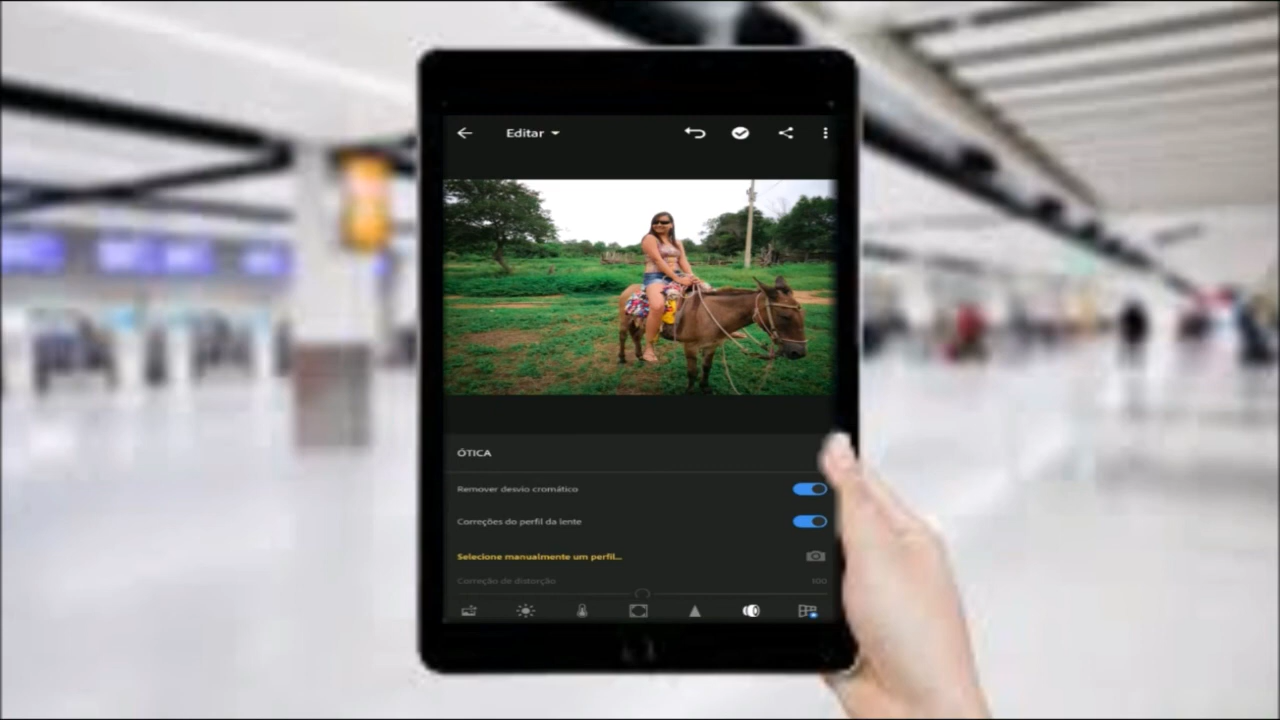 Editar
ÓTICA
Remover desvio cromático
Correções do perfil da lente
Selecione manualmente um perfil...
Correção de distorção 100